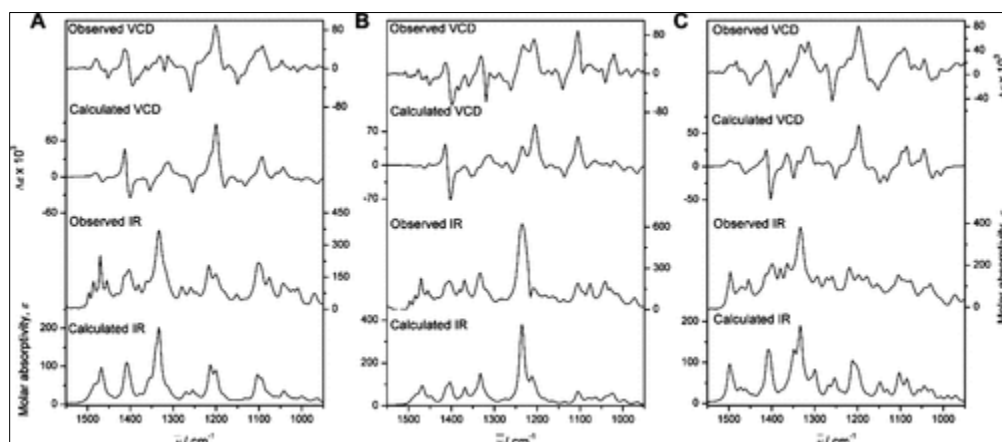 A
B
C
Observed VCD
Observed VCD
Observed VCD
80
80
80
40
0
0
0
-40
-80
-80
Calculated VCD
Calculated VCD
Calculated VCD
60
70
60
0
0
0
-60
-70
-60
Δε x 10³
Observed IR
Observed IR
Observed IR
450
600
400
300
300
200
150
0
0
0
Calculated IR
Calculated IR
Calculated IR
200
400
200
100
200
100
0
0
0
Molar absorptivity, ε
1500 1400 1300 1200 1100 1000
1500 1400 1300 1200 1100 1000
1500 1400 1300 1200 1100 1000